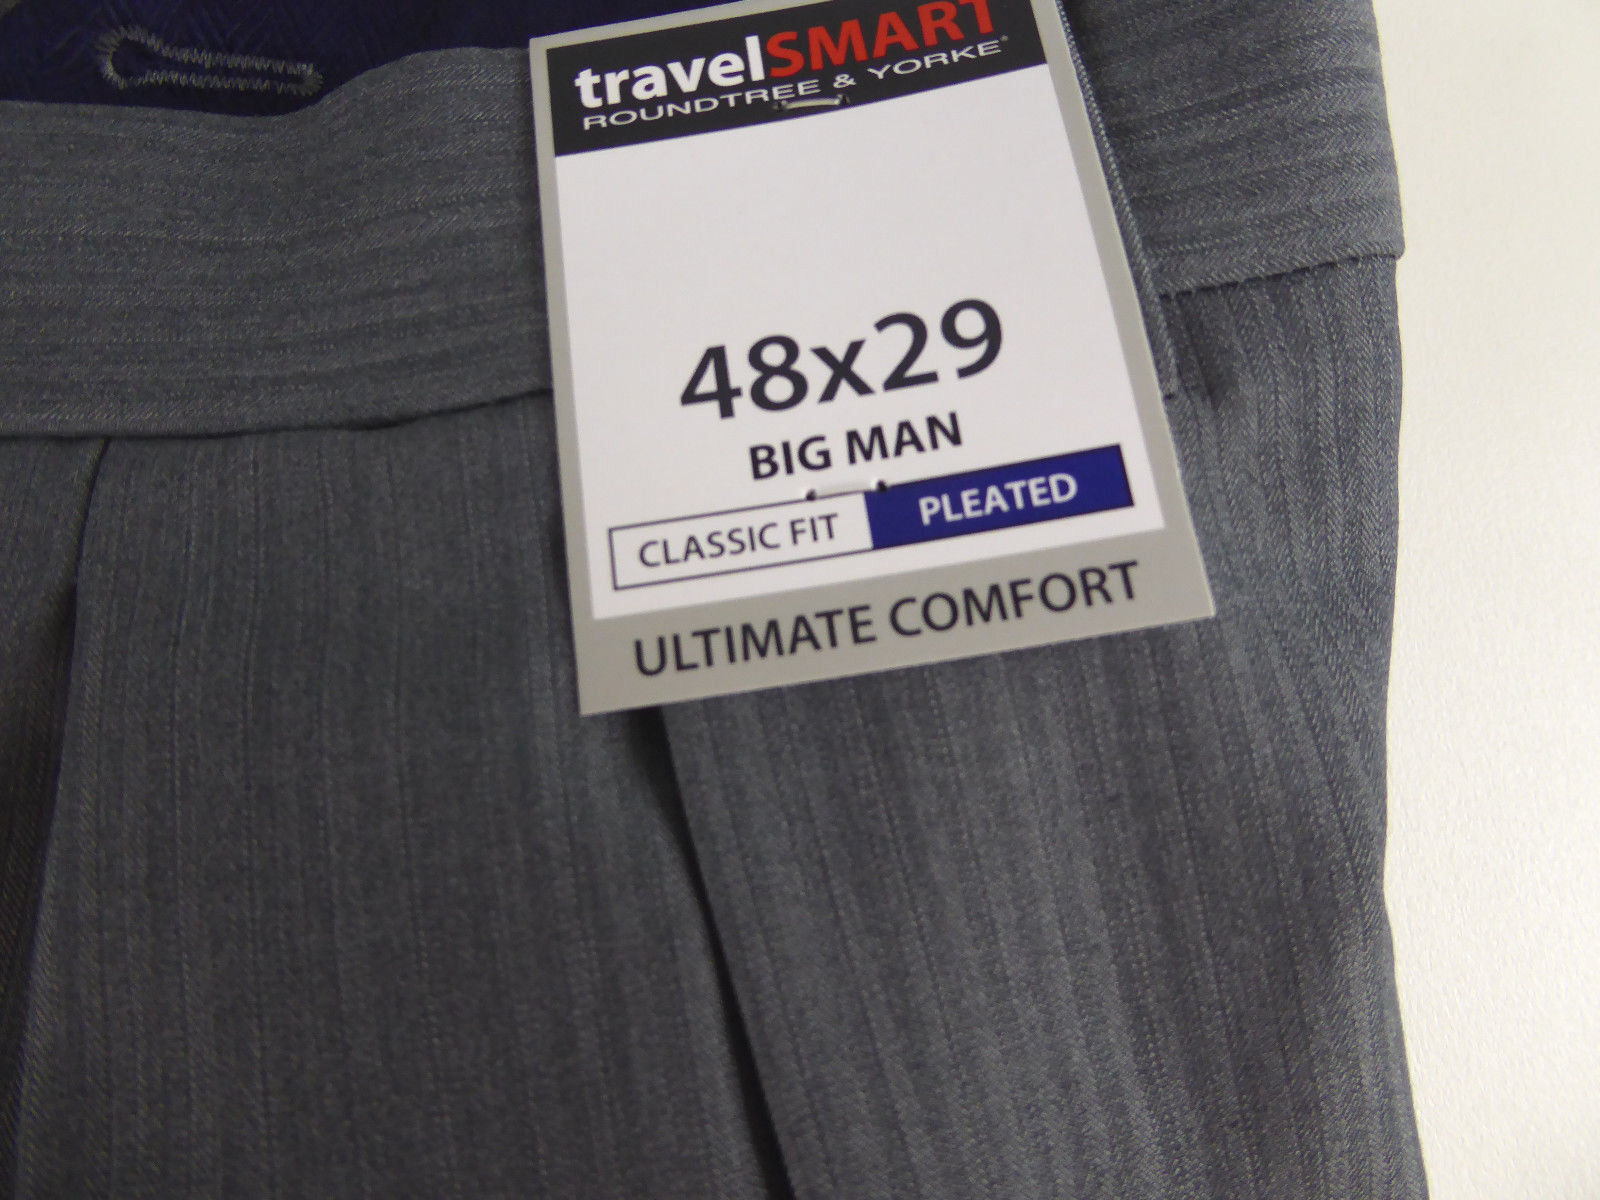 travelSMART
ROUNDTREE & YORKE®
48x29
BIG MAN
CLASSIC FIT PLEATED
ULTIMATE COMFORT